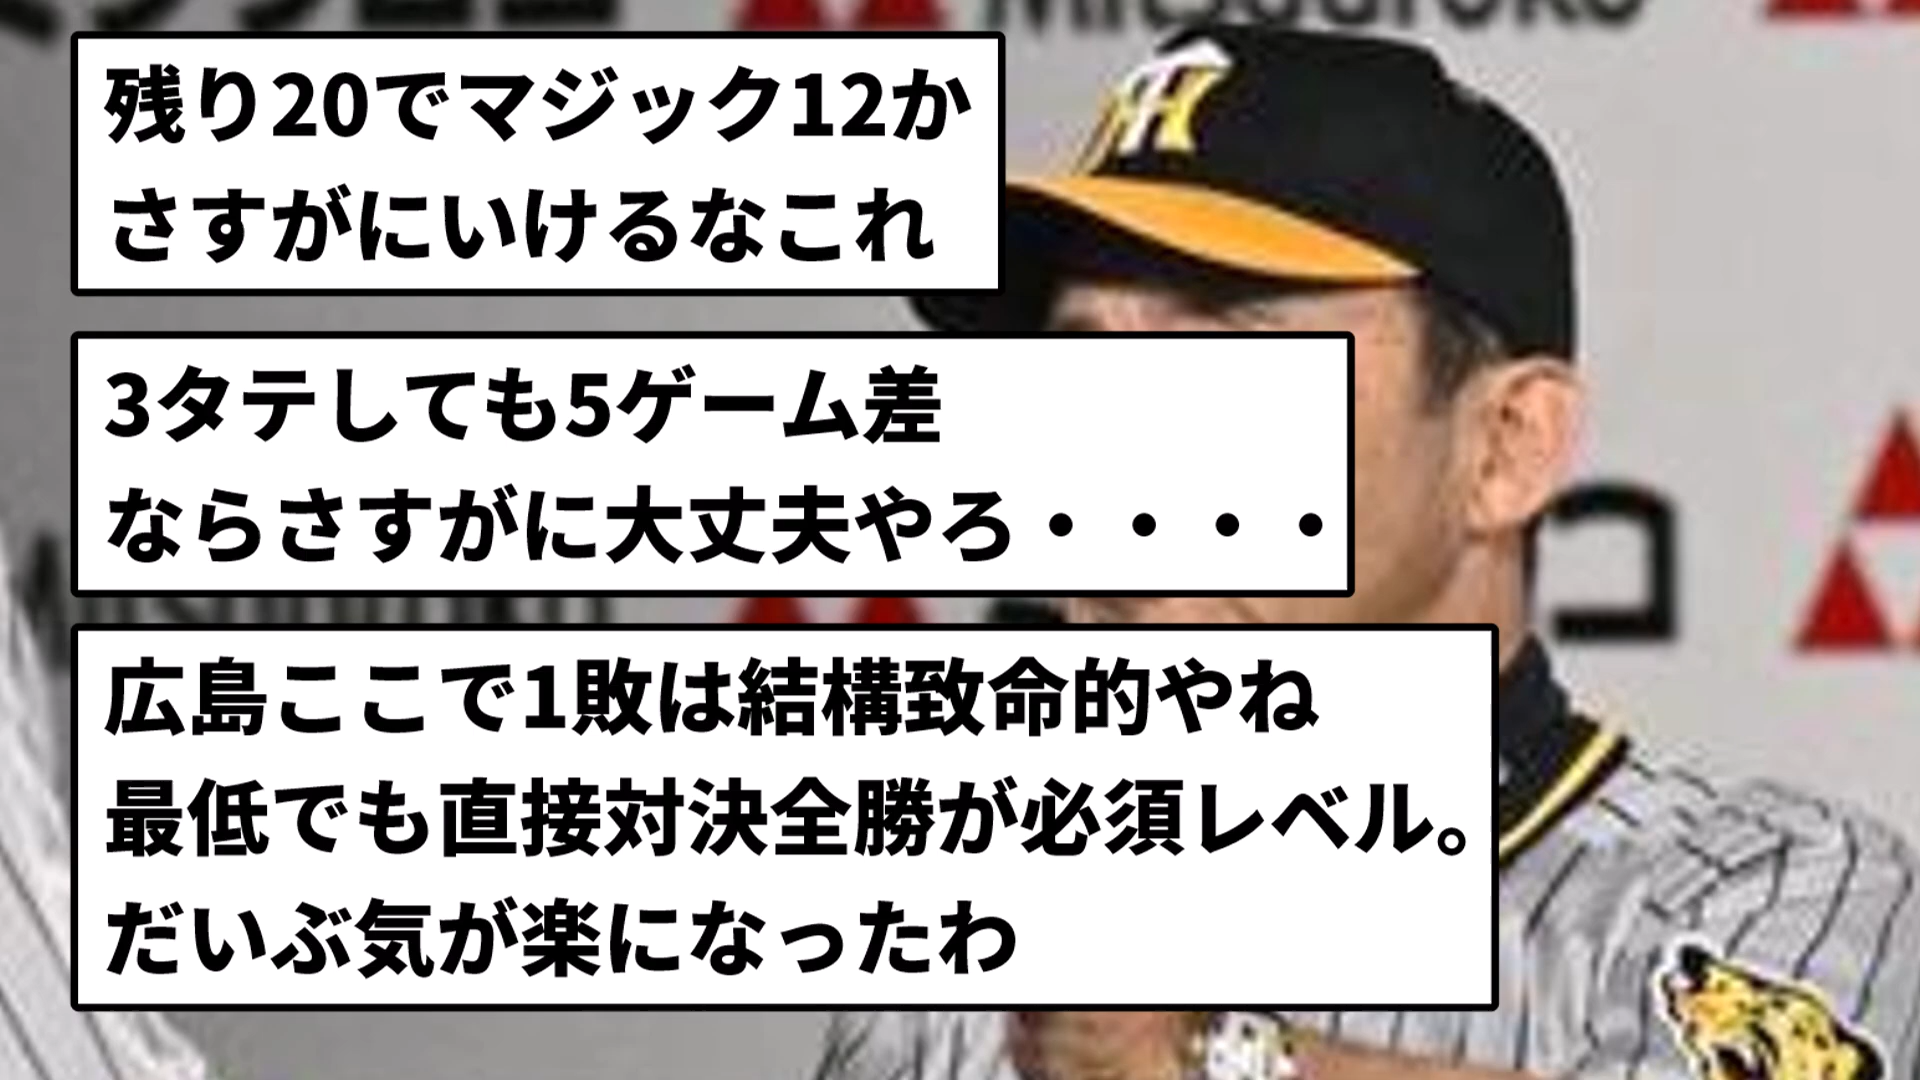 残り20でマジック12か
さすがにいけるなこれ
3タテしても5ゲーム差
ならさすがに大丈夫やろ・・・・
広島ここで1敗は結構致命的やね
最低でも直接対決全勝が必須レベル。
だいぶ気が楽になったわ